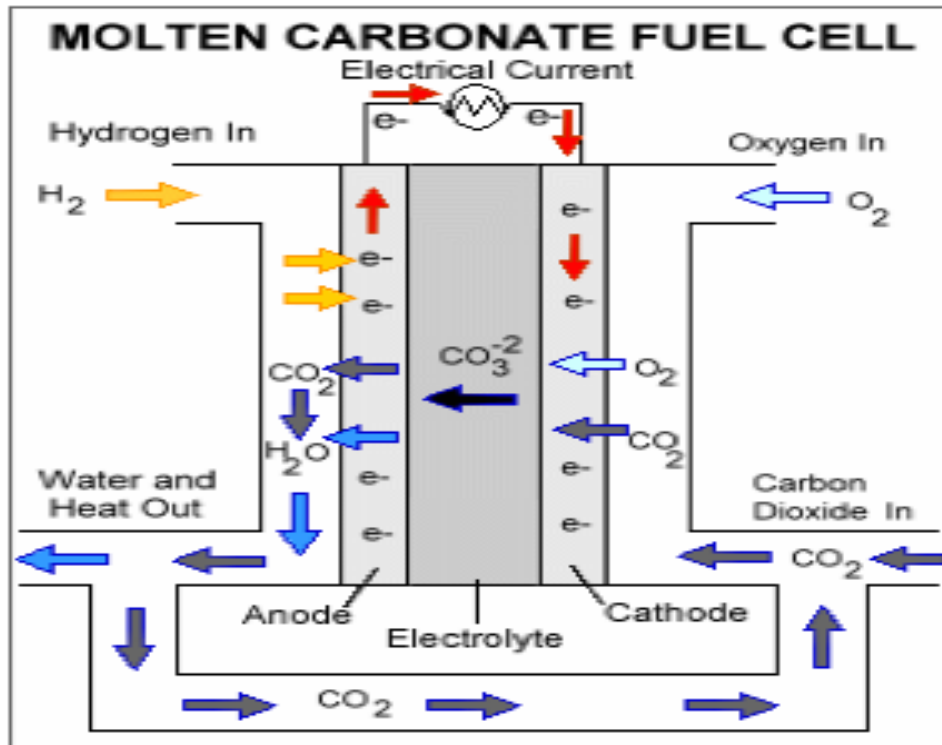 MOLTEN CARBONATE FUEL CELL
Electrical Current
e-
e-
Hydrogen In
Oxygen In
H2
O2
e-
e-
e-
e-
CO3-2
CO2
O2
H2O
CO2
e-
e-
Water and
Heat Out
Carbon
Dioxide In
e-
e-
CO2
Anode
Electrolyte
Cathode
CO2